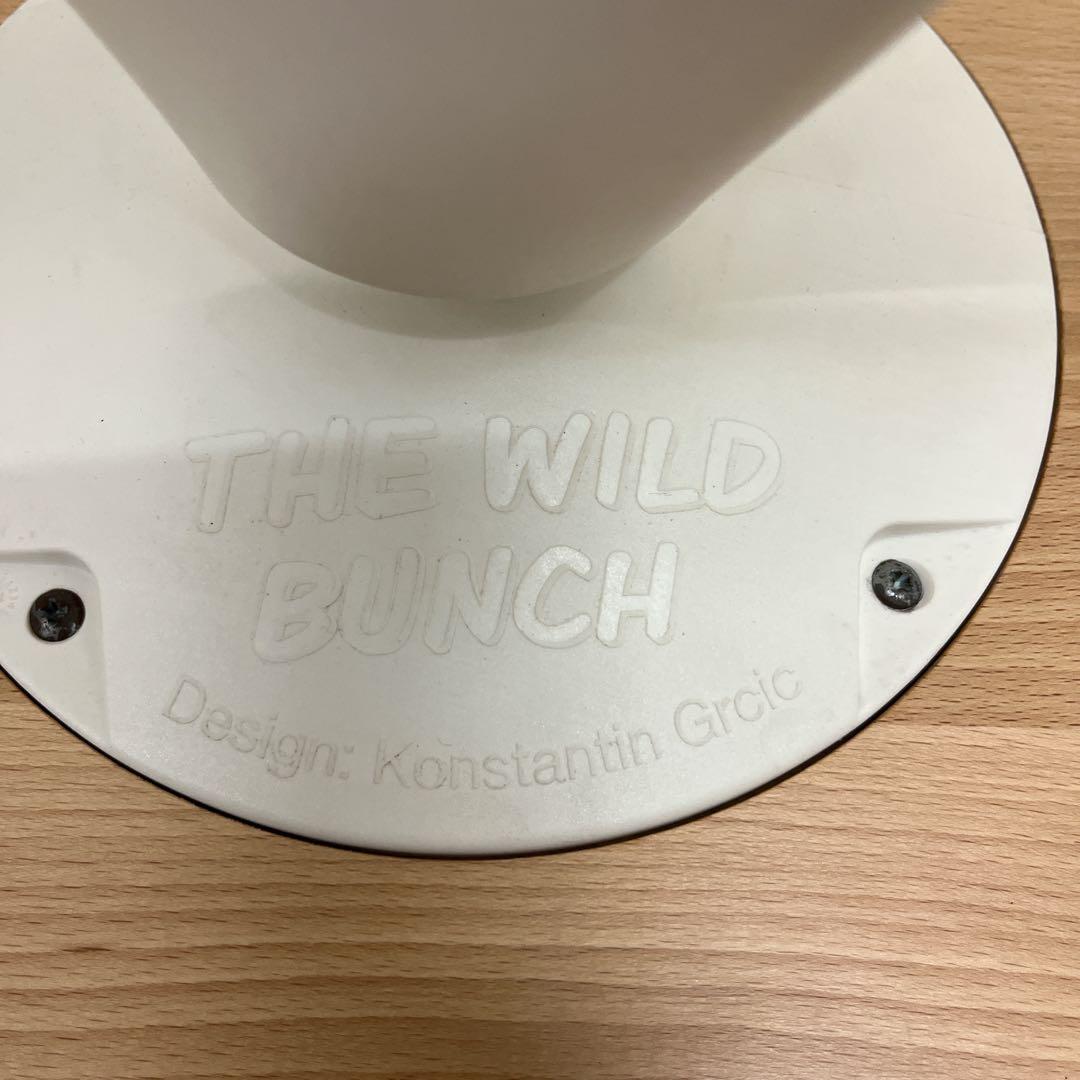 THE WILD
BUNCH
Design: Konstantin Grcic